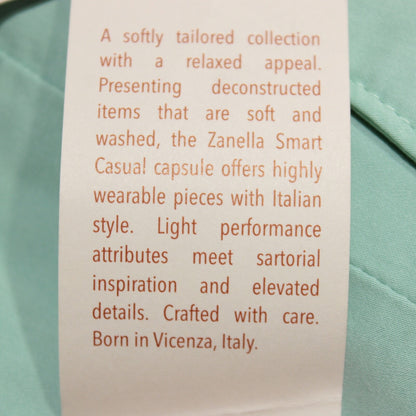 A softly tailored collection
with a relaxed appeal.
Presenting deconstructed
items that are soft and
washed, the Zanella Smart
Casual capsule offers highly
wearable pieces with Italian
style. Light performance
attributes meet sartorial
inspiration and elevated
details. Crafted with care.
Born in Vicenza, Italy.